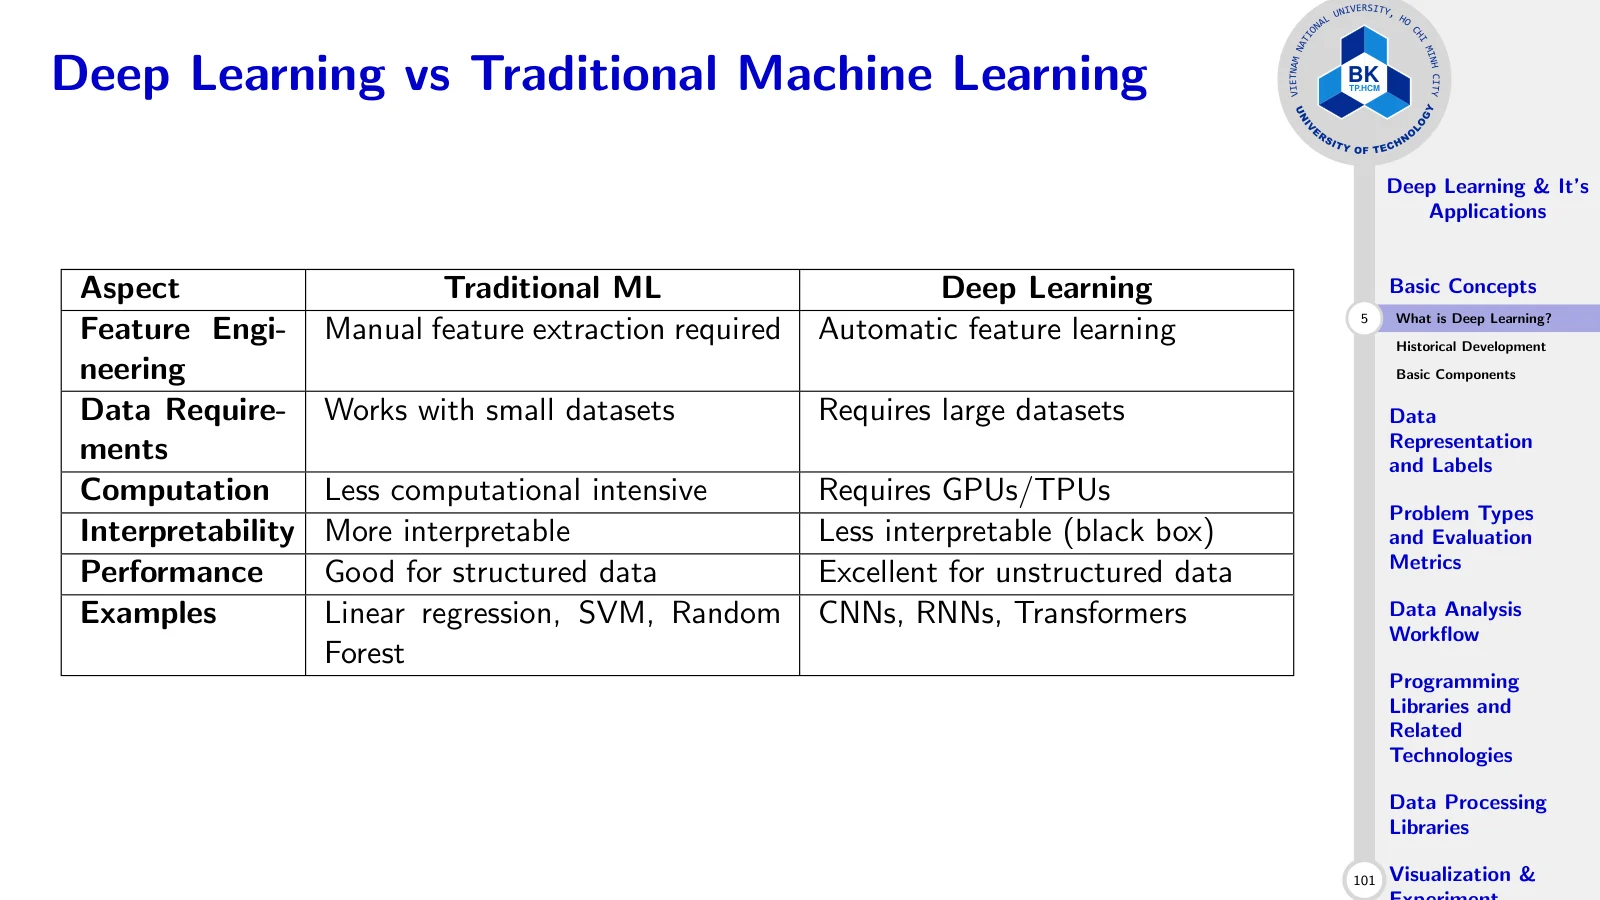 Deep Learning vs Traditional Machine Learning
VIETNAM NATIONAL UNIVERSITY, HO CHI MINH CITY
BK
TP.HCM
UNIVERSITY OF TECHNOLOGY
Aspect Traditional ML Deep Learning
Feature Engi- Manual feature extraction required Automatic feature learning
neering
Data Require- Works with small datasets Requires large datasets
ments
Computation Less computational intensive Requires GPUs/TPUs
Interpretability More interpretable Less interpretable (black box)
Performance Good for structured data Excellent for unstructured data
Examples Linear regression, SVM, Random CNNs, RNNs, Transformers
Forest
Deep Learning & It's
Applications
Basic Concepts
5 What is Deep Learning?
Historical Development
Basic Components
Data
Representation
and Labels
Problem Types
and Evaluation
Metrics
Data Analysis
Workflow
Programming
Libraries and
Related
Technologies
Data Processing
Libraries
101 Visualization &
Experiment